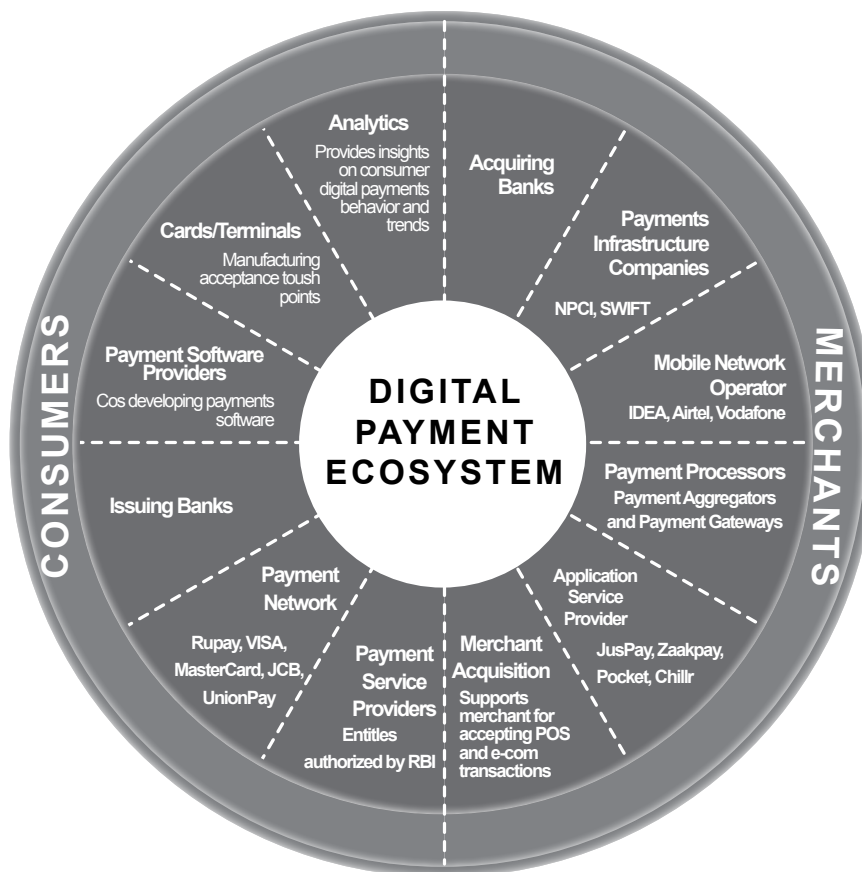 DIGITAL
PAYMENT
ECOSYSTEM
CONSUMERS
MERCHANTS
Analytics
Provides insights
on consumer
digital payments
behavior and
trends
Acquiring
Banks
Payments
Infrastructure
Companies
NPCI, SWIFT
Mobile Network
Operator
IDEA, Airtel, Vodafone
Payment Processors
Payment Aggregators
and Payment Gateways
Application
Service
Provider
JusPay, Zaakpay,
Pocket, Chillr
Merchant
Acquisition
Supports
merchant for
accepting POS
and e-com
transactions
Payment
Service
Providers
Entitles
authorized by RBI
Payment
Network
Rupay, VISA,
MasterCard, JCB,
UnionPay
Issuing Banks
Payment Software
Providers
Cos developing payments
software
Cards/Terminals
Manufacturing
acceptance toush
points